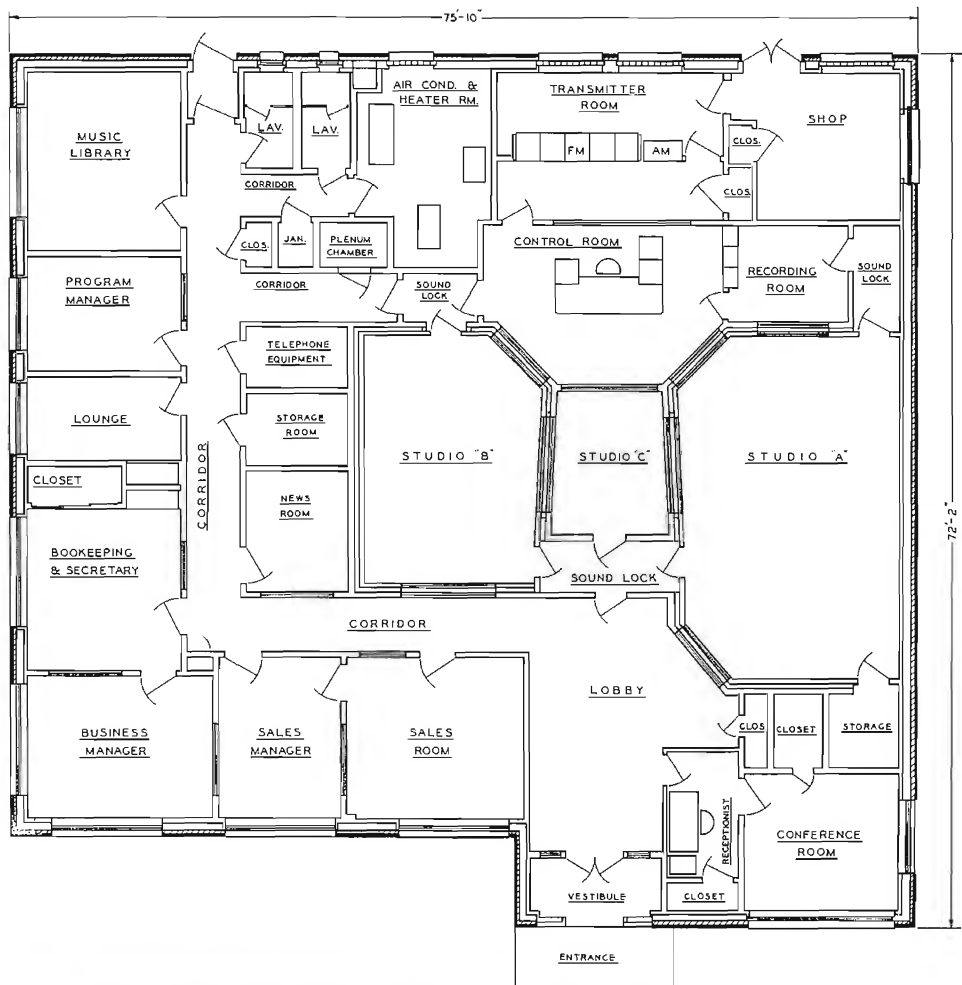 75'-10"
AIR COND. &
HEATER RM.
TRANSMITTER
ROOM
SHOP
MUSIC
LIBRARY
LAV.
LAV.
FM
AM
CLOS.
CLOS.
CORRIDOR
CLOS.
JAN.
PLENUM
CHAMBER
CONTROL ROOM
PROGRAM
MANAGER
CORRIDOR
SOUND
LOCK
RECORDING
ROOM
SOUND
LOCK
TELEPHONE
EQUIPMENT
LOUNGE
STORAGE
ROOM
CORRIDOR
STUDIO "B"
STUDIO "C"
STUDIO "A"
CLOSET
NEWS
ROOM
72'-2"
BOOKEEPING
& SECRETARY
SOUND LOCK
CORRIDOR
LOBBY
BUSINESS
MANAGER
SALES
MANAGER
SALES
ROOM
CLOS
CLOSET
STORAGE
RECEPTIONIST
CONFERENCE
ROOM
VESTIBULE
CLOSET
ENTRANCE